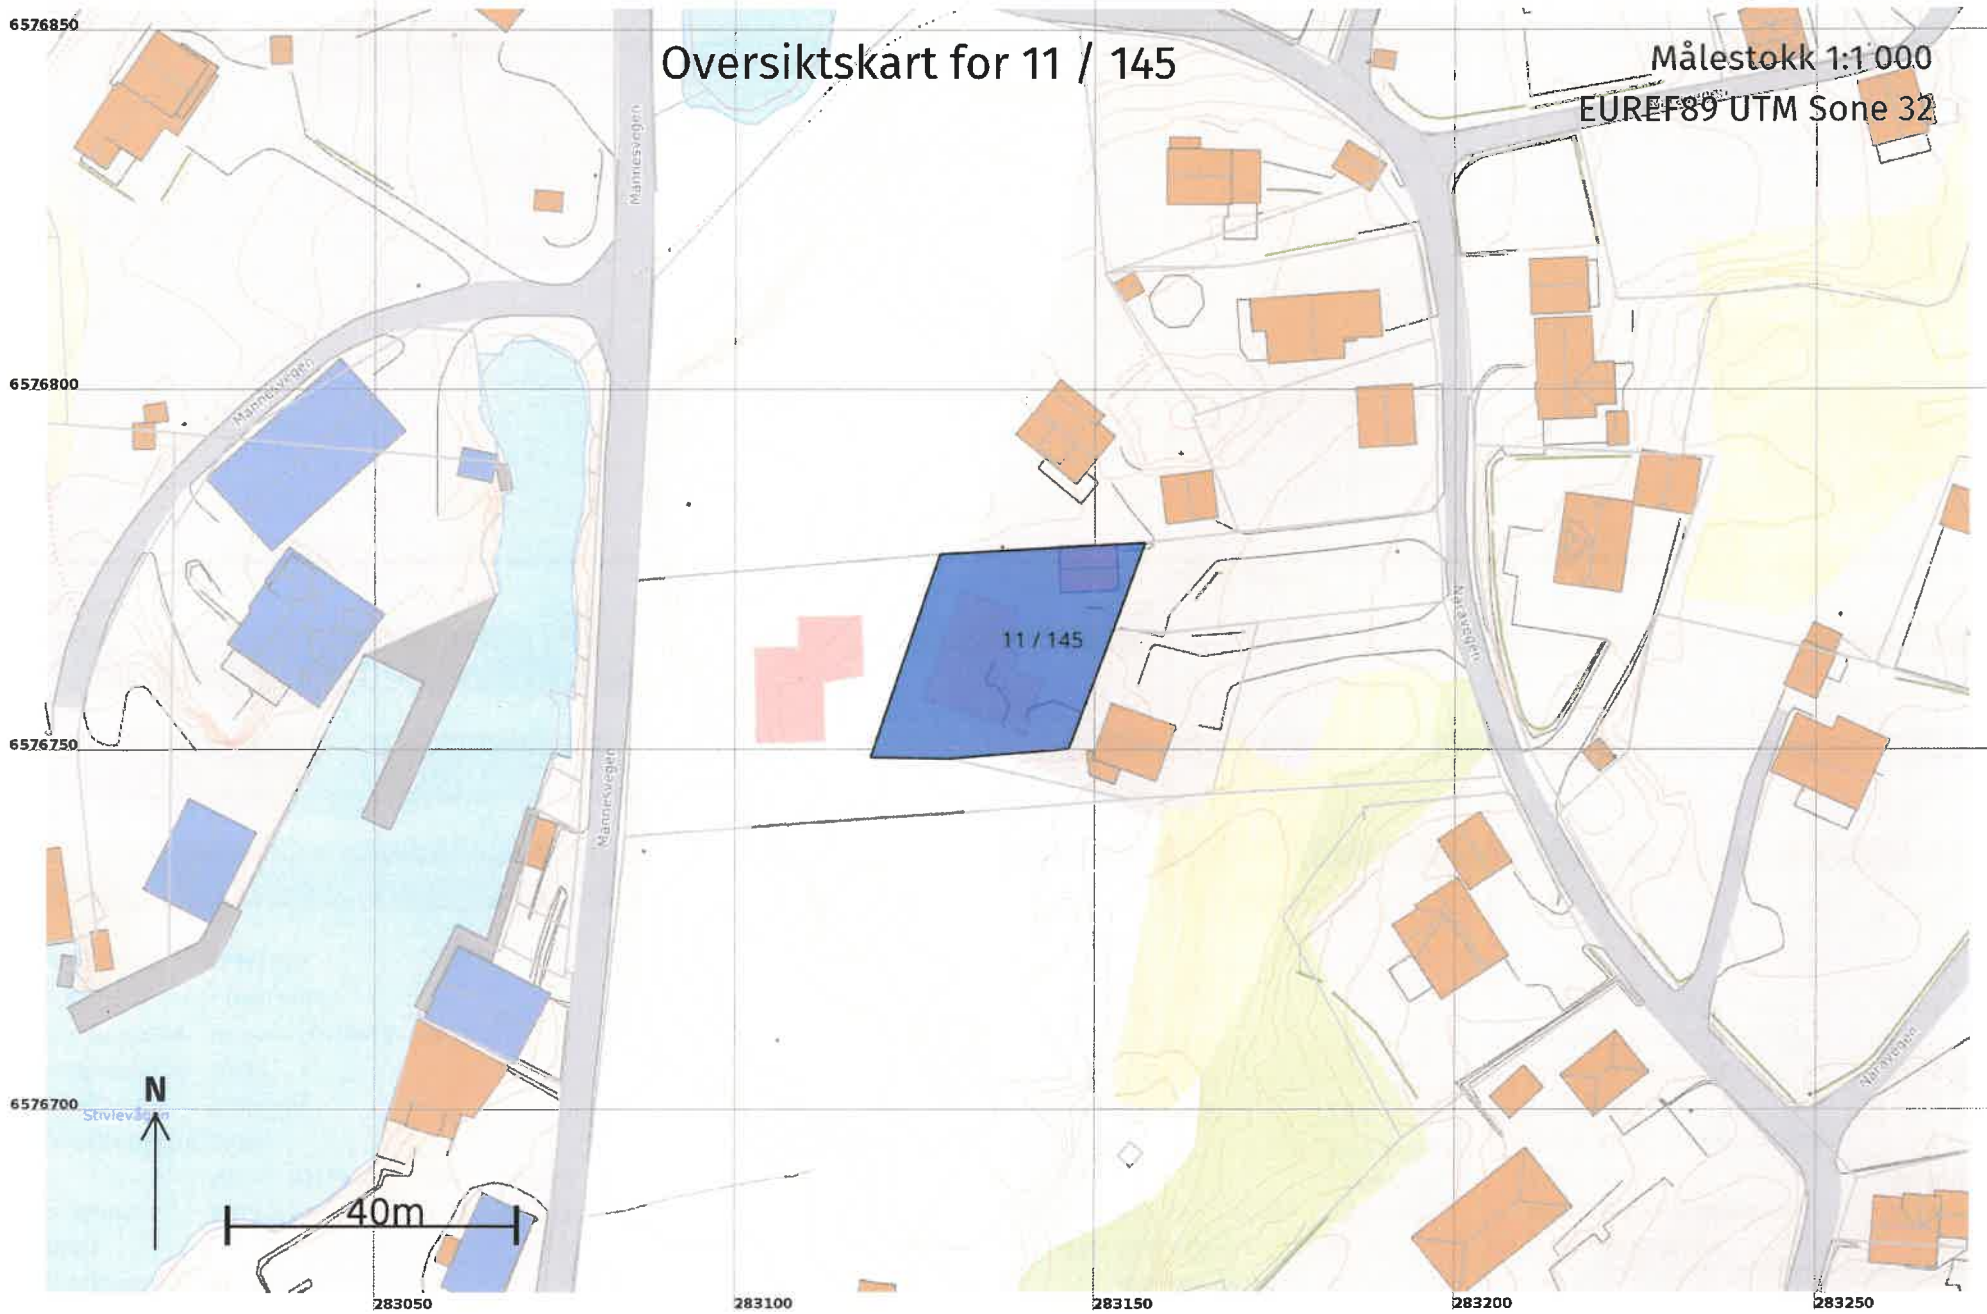 6576850
Oversiktskart for 11 / 145
Målestokk 1:1 000
EUREF89 UTM Sone 32
Mannesvegen
6576800
Mannesvegen
11 / 145
Naravegen
6576750
Mannesvegen
Naravegen
6576700
N
Stivlevågen
40m
283050
283100
283150
283200
283250